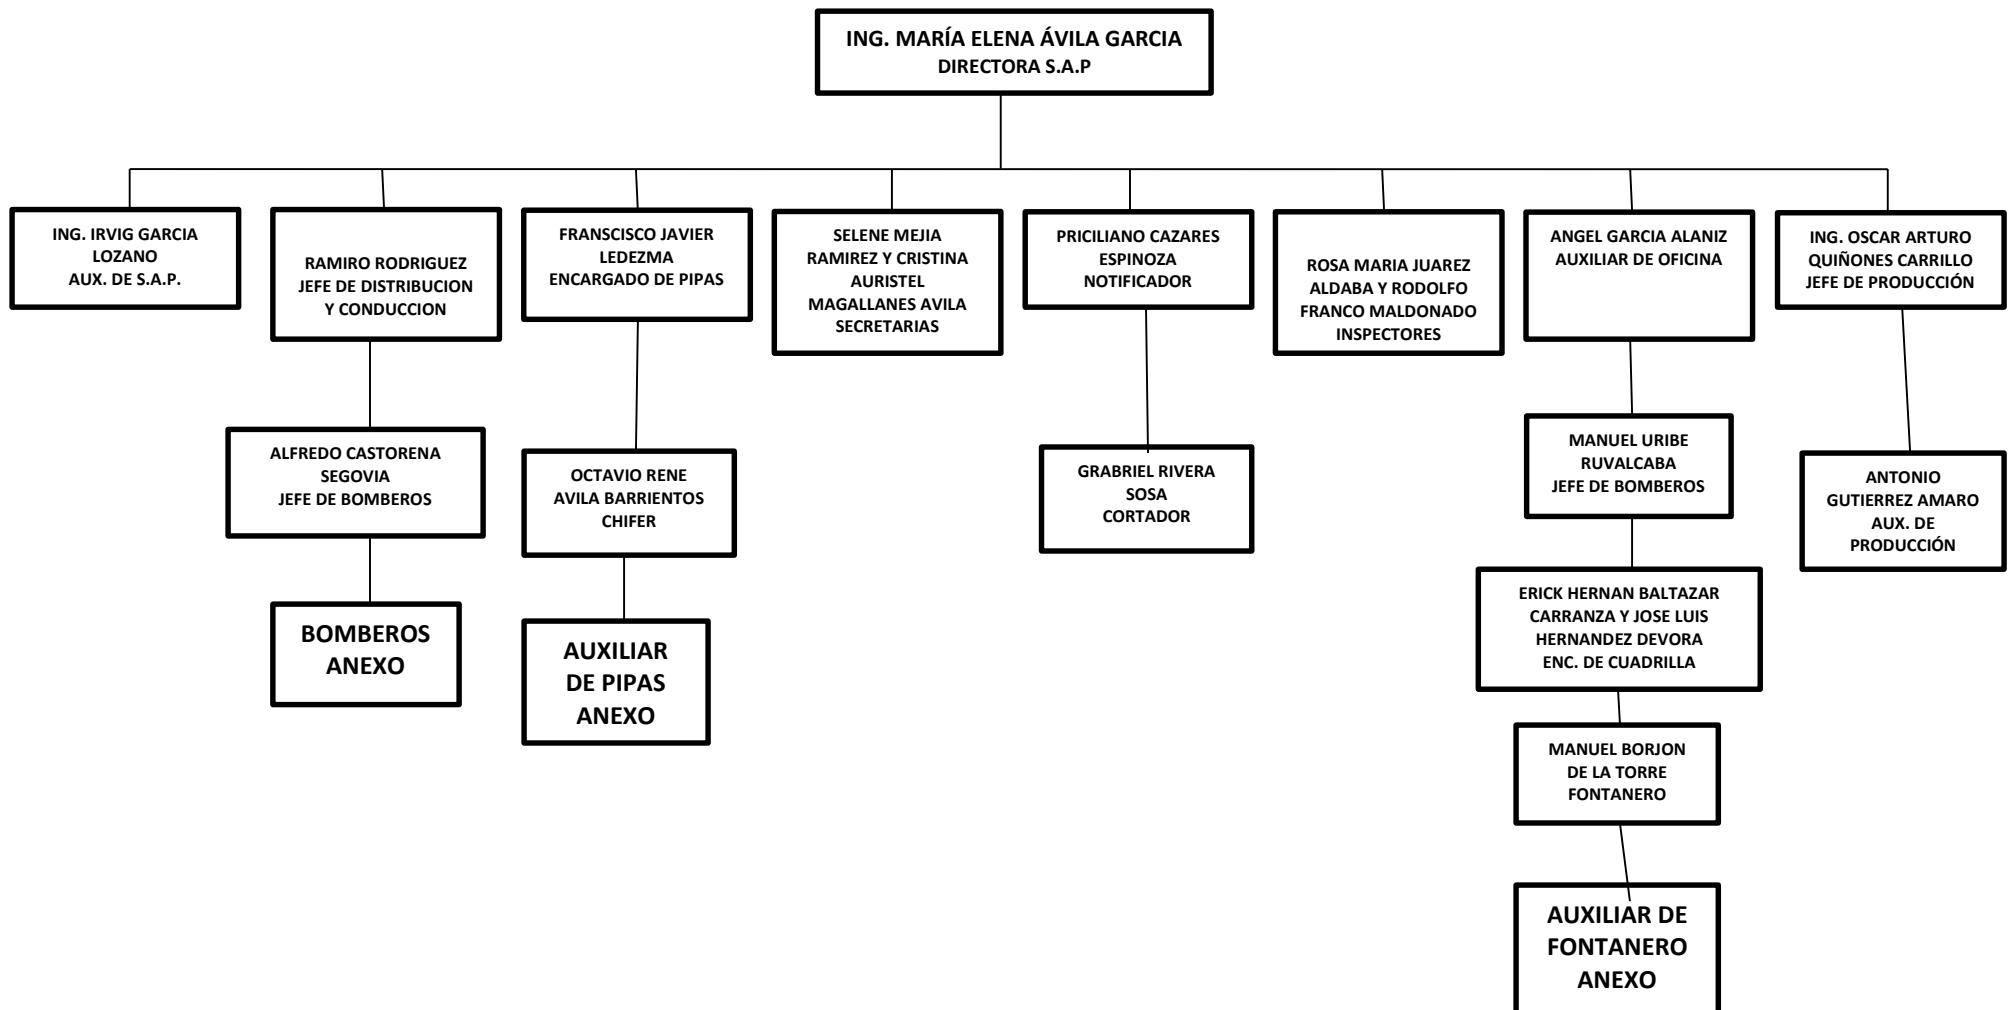 ING. MARÍA ELENA ÁVILA GARCIA
DIRECTORA S.A.P
ING. IRVIG GARCIA
LOZANO
AUX. DE S.A.P.
RAMIRO RODRIGUEZ
JEFE DE DISTRIBUCION
Y CONDUCCION
FRANSCISCO JAVIER
LEDEZMA
ENCARGADO DE PIPAS
SELENE MEJIA
RAMIREZ Y CRISTINA
AURISTEL
MAGALLANES AVILA
SECRETARIAS
PRICILIANO CAZARES
ESPINOZA
NOTIFICADOR
ROSA MARIA JUAREZ
ALDABA Y RODOLFO
FRANCO MALDONADO
INSPECTORES
ANGEL GARCIA ALANIZ
AUXILIAR DE OFICINA
ING. OSCAR ARTURO
QUIÑONES CARRILLO
JEFE DE PRODUCCIÓN
ALFREDO CASTORENA
SEGOVIA
JEFE DE BOMBEROS
OCTAVIO RENE
AVILA BARRIENTOS
CHIFER
GRABRIEL RIVERA
SOSA
CORTADOR
MANUEL URIBE
RUVALCABA
JEFE DE BOMBEROS
ANTONIO
GUTIERREZ AMARO
AUX. DE
PRODUCCIÓN
BOMBEROS
ANEXO
AUXILIAR
DE PIPAS
ANEXO
ERICK HERNAN BALTAZAR
CARRANZA Y JOSE LUIS
HERNANDEZ DEVORA
ENC. DE CUADRILLA
MANUEL BORJON
DE LA TORRE
FONTANERO
AUXILIAR DE
FONTANERO
ANEXO